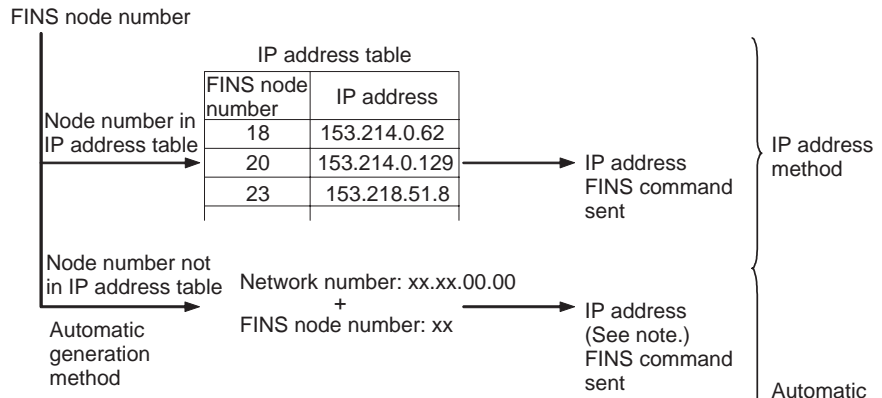 FINS node number
IP address table
FINS node
number
IP address
Node number in
IP address table
18 153.214.0.62
20 153.214.0.129
23 153.218.51.8
IP address
FINS command
sent
IP address
method
Node number not
in IP address table
Automatic
generation
method
Network number: xx.xx.00.00
+
FINS node number: xx
IP address
(See note.)
FINS command
sent
Automatic